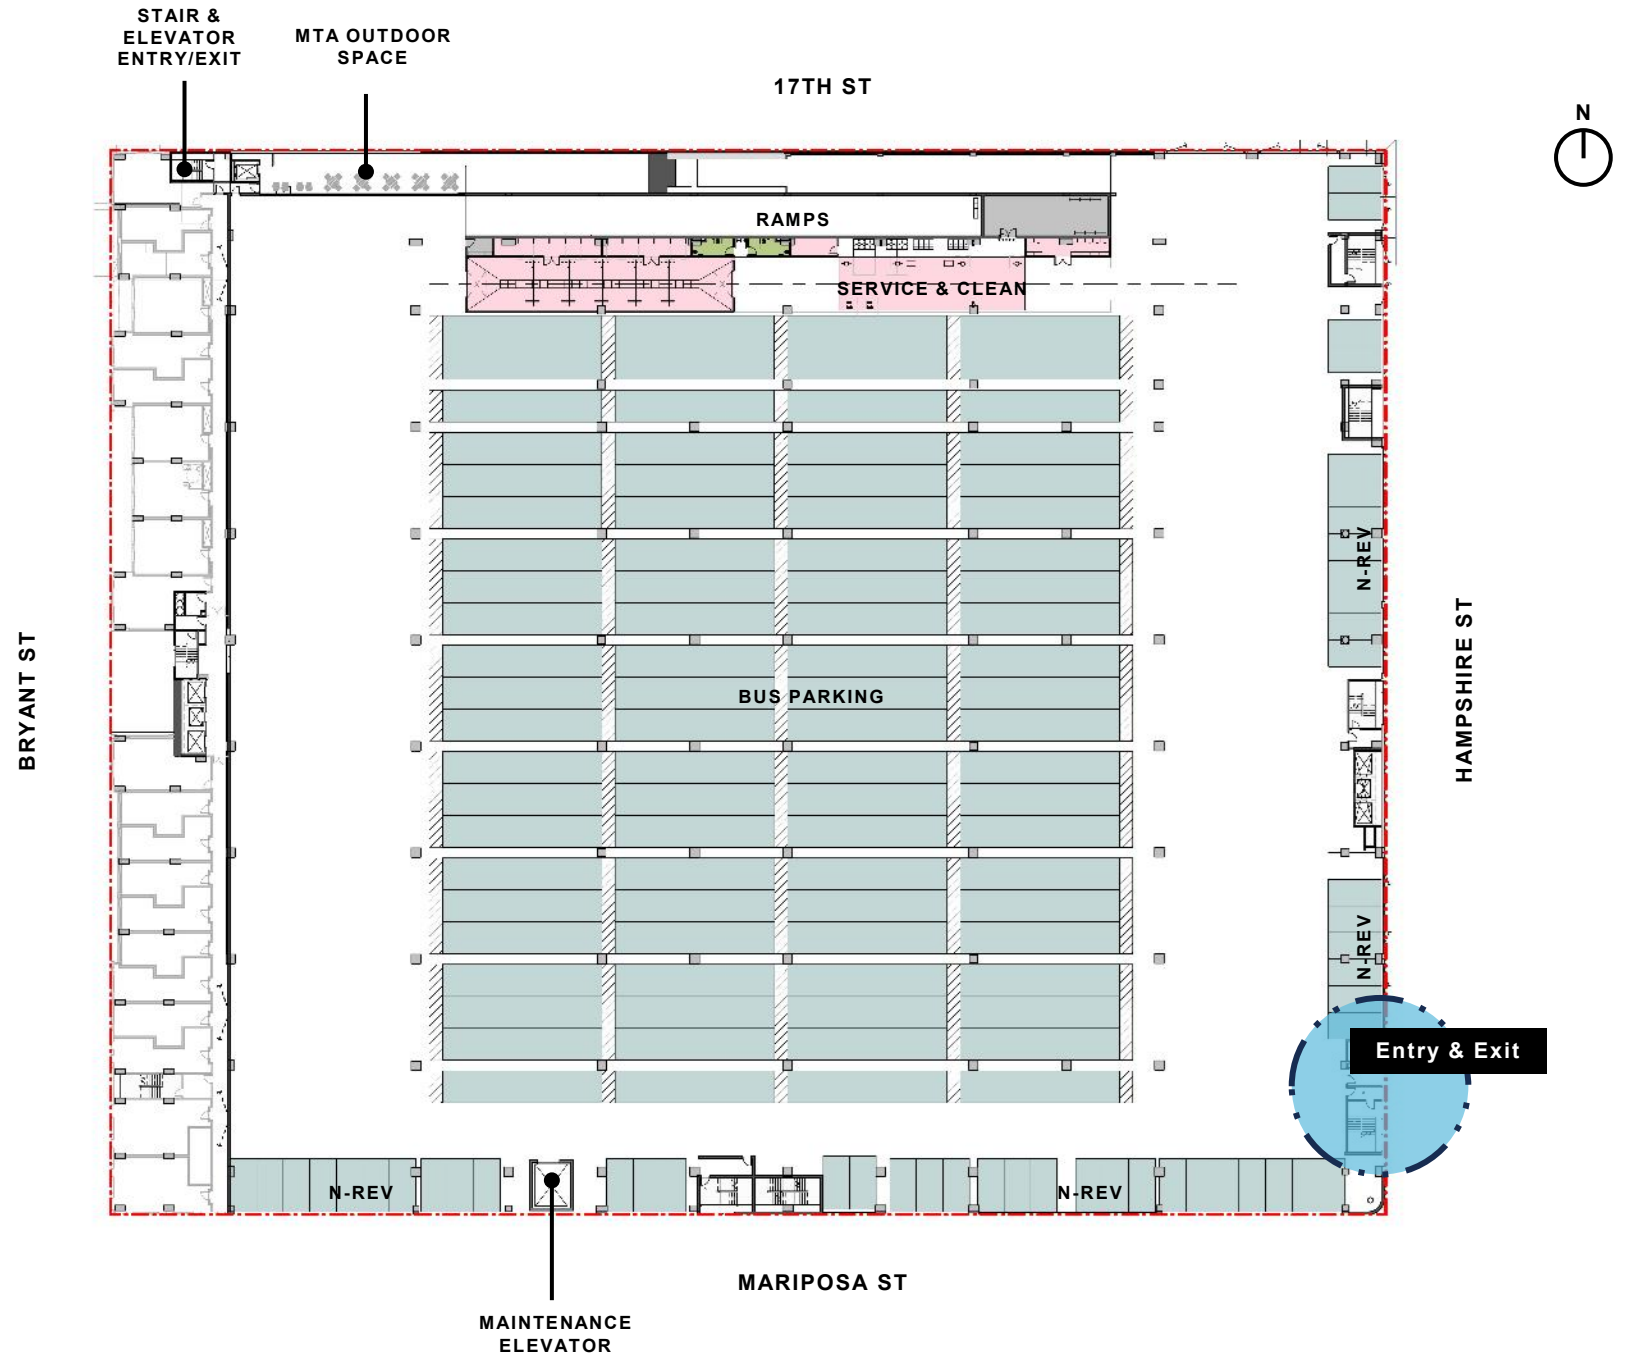 STAIR &
ELEVATOR
ENTRY/EXIT
MTA OUTDOOR
SPACE
17TH ST
N
RAMPS
SERVICE & CLEAN
N-REV
BRYANT ST
HAMPSHIRE ST
BUS PARKING
N-REV
Entry & Exit
N-REV
N-REV
MARIPOSA ST
MAINTENANCE
ELEVATOR